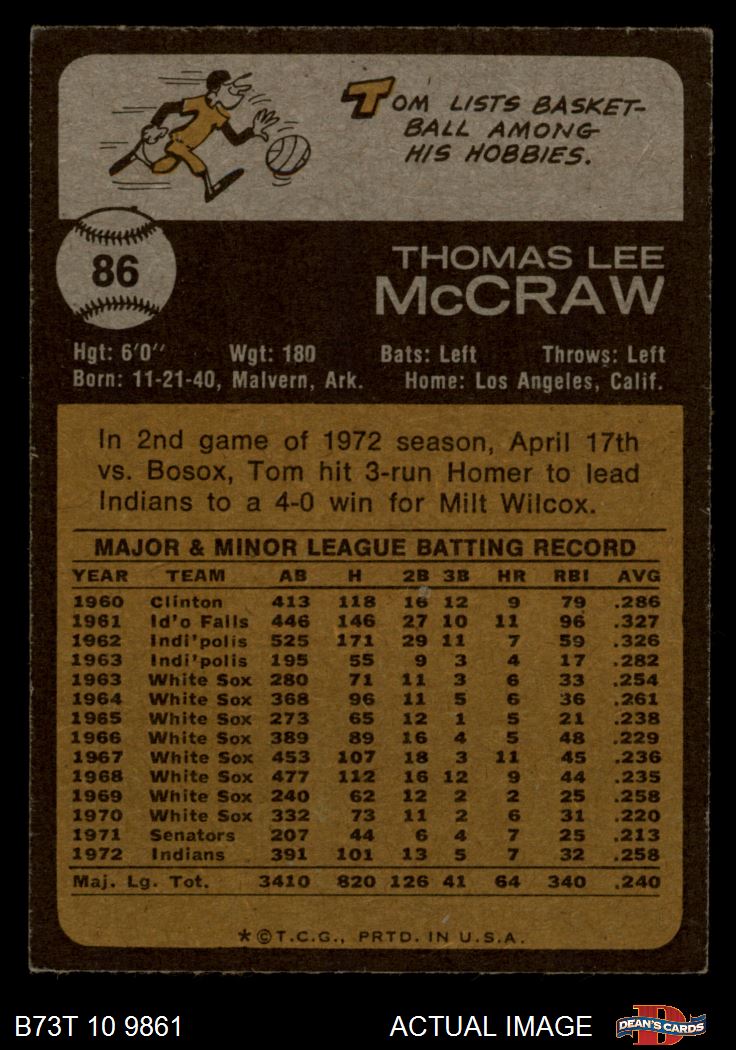 TOM LISTS BASKET-
BALL AMONG
HIS HOBBIES.
86
THOMAS LEE
McCRAW
Hgt: 6'0" Wgt: 180 Bats: Left Throws: Left
Born: 11-21-40, Malvern, Ark. Home: Los Angeles, Calif.
In 2nd game of 1972 season, April 17th
vs. Bosox, Tom hit 3-run Homer to lead
Indians to a 4-0 win for Milt Wilcox.
MAJOR & MINOR LEAGUE BATTING RECORD
YEAR TEAM AB H 2B 3B HR RBI AVG
1960 Clinton 413 118 16 12 9 79 .286
1961 Id'o Falls 446 146 27 10 11 96 .327
1962 Indi'polis 525 171 29 11 7 59 .326
1963 Indi'polis 195 55 9 3 4 17 .282
1963 White Sox 280 71 11 3 6 33 .254
1964 White Sox 368 96 11 5 6 36 .261
1965 White Sox 273 65 12 1 5 21 .238
1966 White Sox 389 89 16 4 5 48 .229
1967 White Sox 453 107 18 3 11 45 .236
1968 White Sox 477 112 16 12 9 44 .235
1969 White Sox 240 62 12 2 2 25 .258
1970 White Sox 332 73 11 2 6 31 .220
1971 Senators 207 44 6 4 7 25 .213
1972 Indians 391 101 13 5 7 32 .258
Maj. Lg. Tot. 3410 820 126 41 64 340 .240
*©T.C.G., PRTD. IN U.S.A.
B73T 10 9861 ACTUAL IMAGE D DEAN'S CARDS